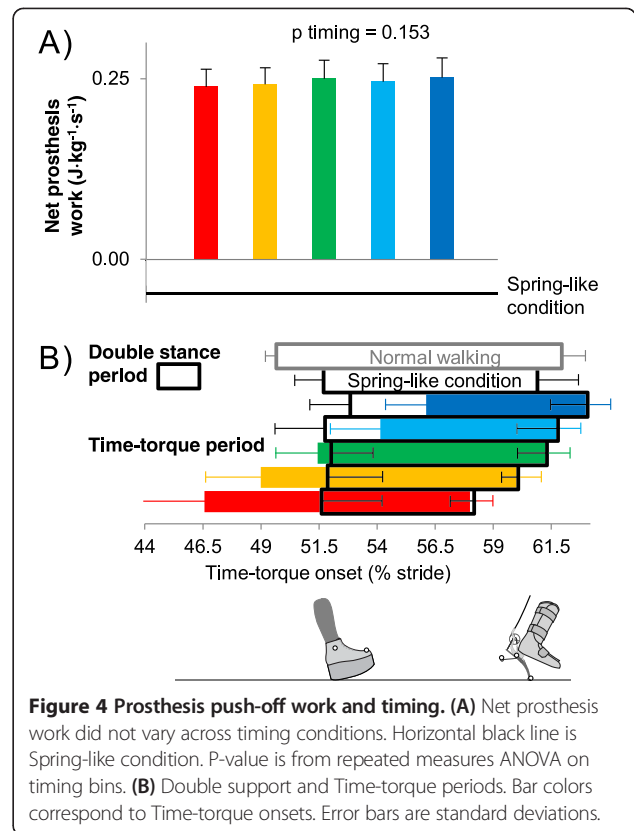 A)
p timing = 0.153
Net prosthesis
work (J·kg⁻¹·s⁻¹)
0.25
0.00
Spring-like
condition
B)
Double stance
period
Normal walking
Spring-like condition
Time-torque period
44 46.5 49 51.5 54 56.5 59 61.5
Time-torque onset (% stride)
Figure 4 Prosthesis push-off work and timing. (A) Net prosthesis
work did not vary across timing conditions. Horizontal black line is
Spring-like condition. P-value is from repeated measures ANOVA on
timing bins. (B) Double support and Time-torque periods. Bar colors
correspond to Time-torque onsets. Error bars are standard deviations.